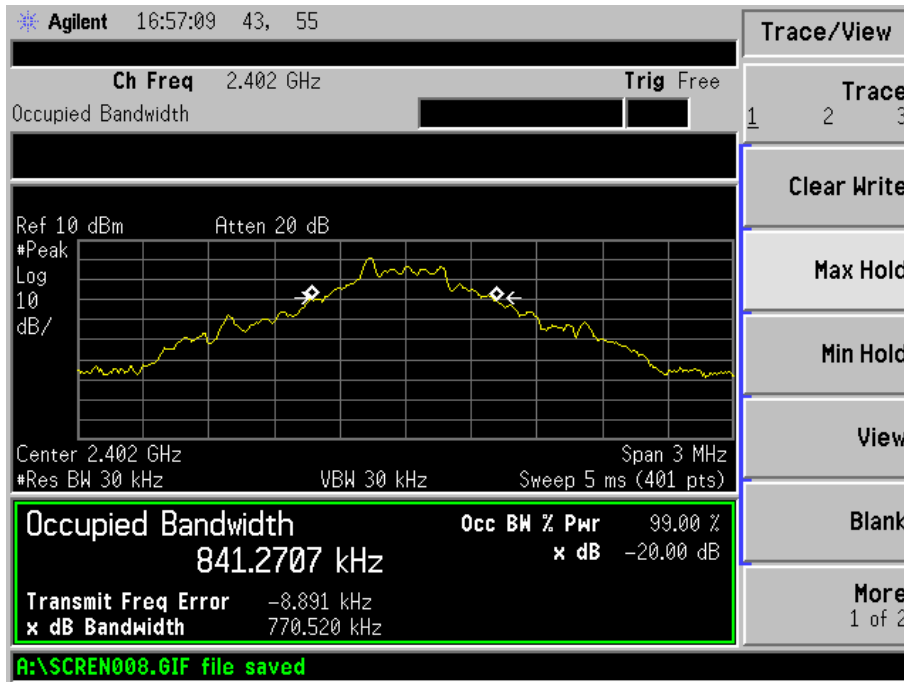 Agilent 16:57:09 43, 55
Trace/View
Ch Freq 2.402 GHz Trig Free
Occupied Bandwidth
Trace
1 2 3
Clear Write
Max Hold
Min Hold
View
Blank
More
1 of 2
Ref 10 dBm Atten 20 dB
#Peak
Log
10
dB/
Center 2.402 GHz Span 3 MHz
#Res BW 30 kHz VBW 30 kHz Sweep 5 ms (401 pts)
Occupied Bandwidth Occ BW % Pwr 99.00 %
841.2707 kHz x dB -20.00 dB
Transmit Freq Error -8.891 kHz
x dB Bandwidth 770.520 kHz
A:\SCREN008.GIF file saved